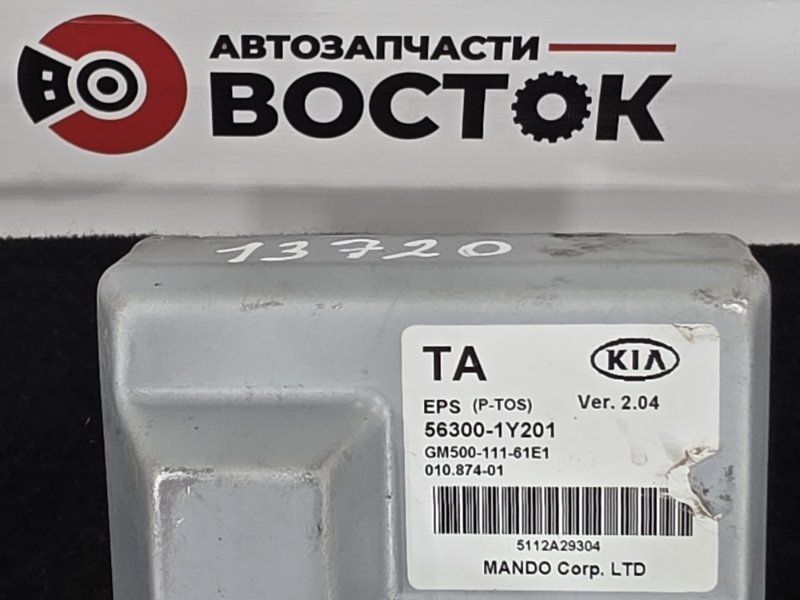 АВТОЗАПЧАСТИ
ВОСТОК
13720
TA KIA
EPS (P-TOS) Ver. 2.04
56300-1Y201
GM500-111-61E1
010.874-01
5112A29304
MANDO Corp. LTD